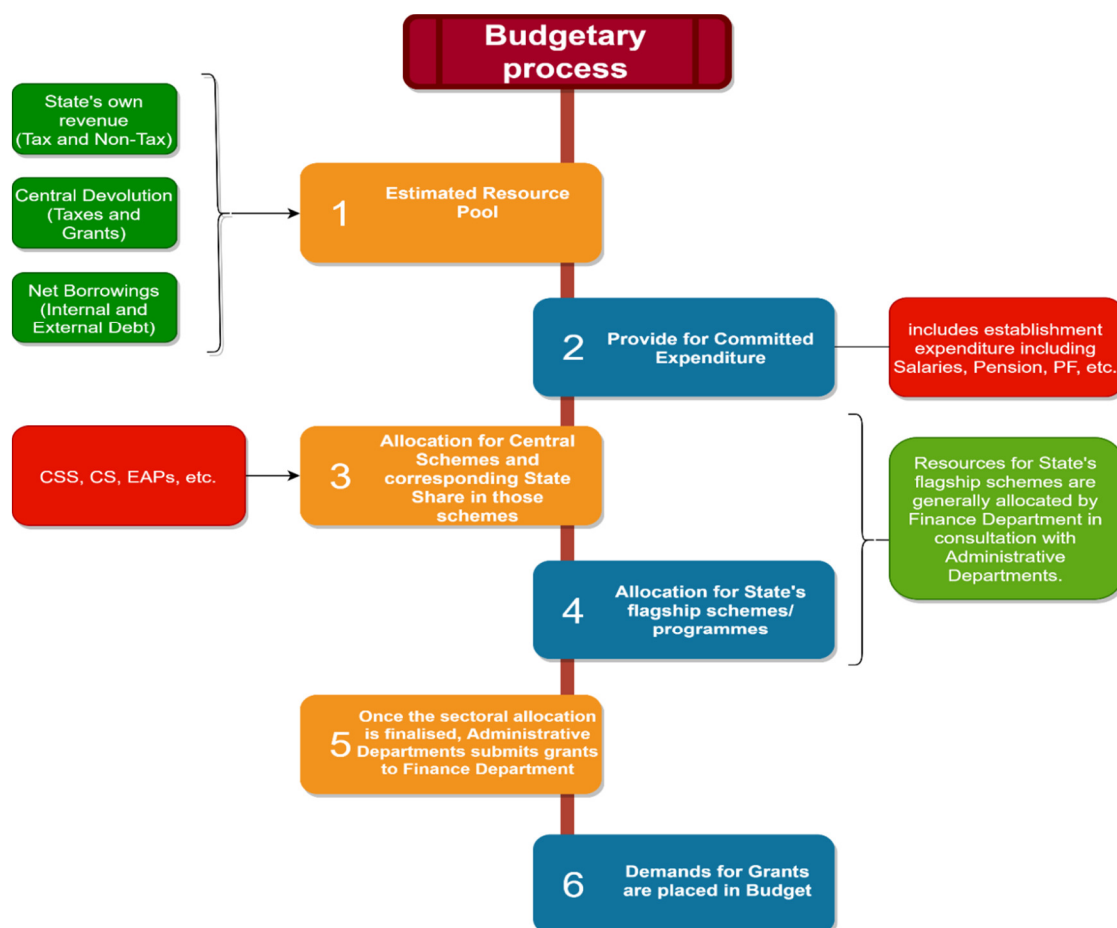 Budgetary
process
State's own
revenue
(Tax and Non-Tax)
Central Devolution
(Taxes and
Grants)
Net Borrowings
(Internal and
External Debt)
1
Estimated Resource
Pool
2
Provide for Committed
Expenditure
includes establishment
expenditure including
Salaries, Pension, PF, etc.
CSS, CS, EAPs, etc.
3
Allocation for Central
Schemes and
corresponding State
Share in those
schemes
Resources for State's
flagship schemes are
generally allocated by
Finance Department in
consultation with
Administrative
Departments.
4
Allocation for State's
flagship schemes/
programmes
5
Once the sectoral allocation
is finalised, Administrative
Departments submits grants
to Finance Department
6
Demands for Grants
are placed in Budget